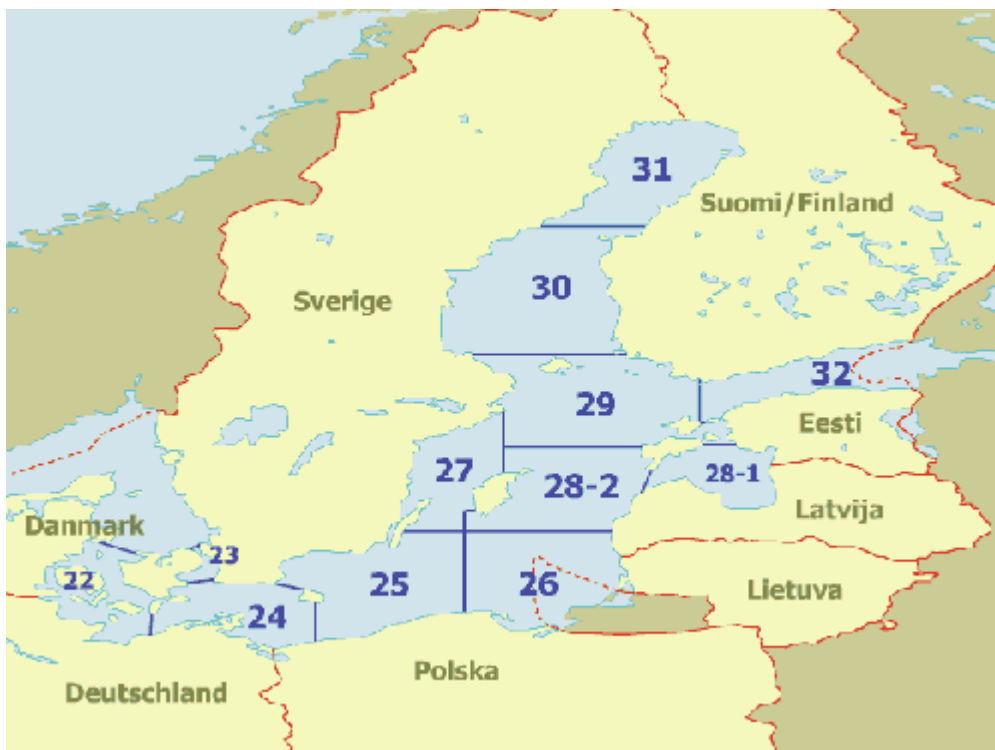 31
Suomi/Finland
30
Sverige
32
29
Eesti
27
28-2
28-1
Latvija
Danmark
23
22
25
26
Lietuva
24
Polska
Deutschland